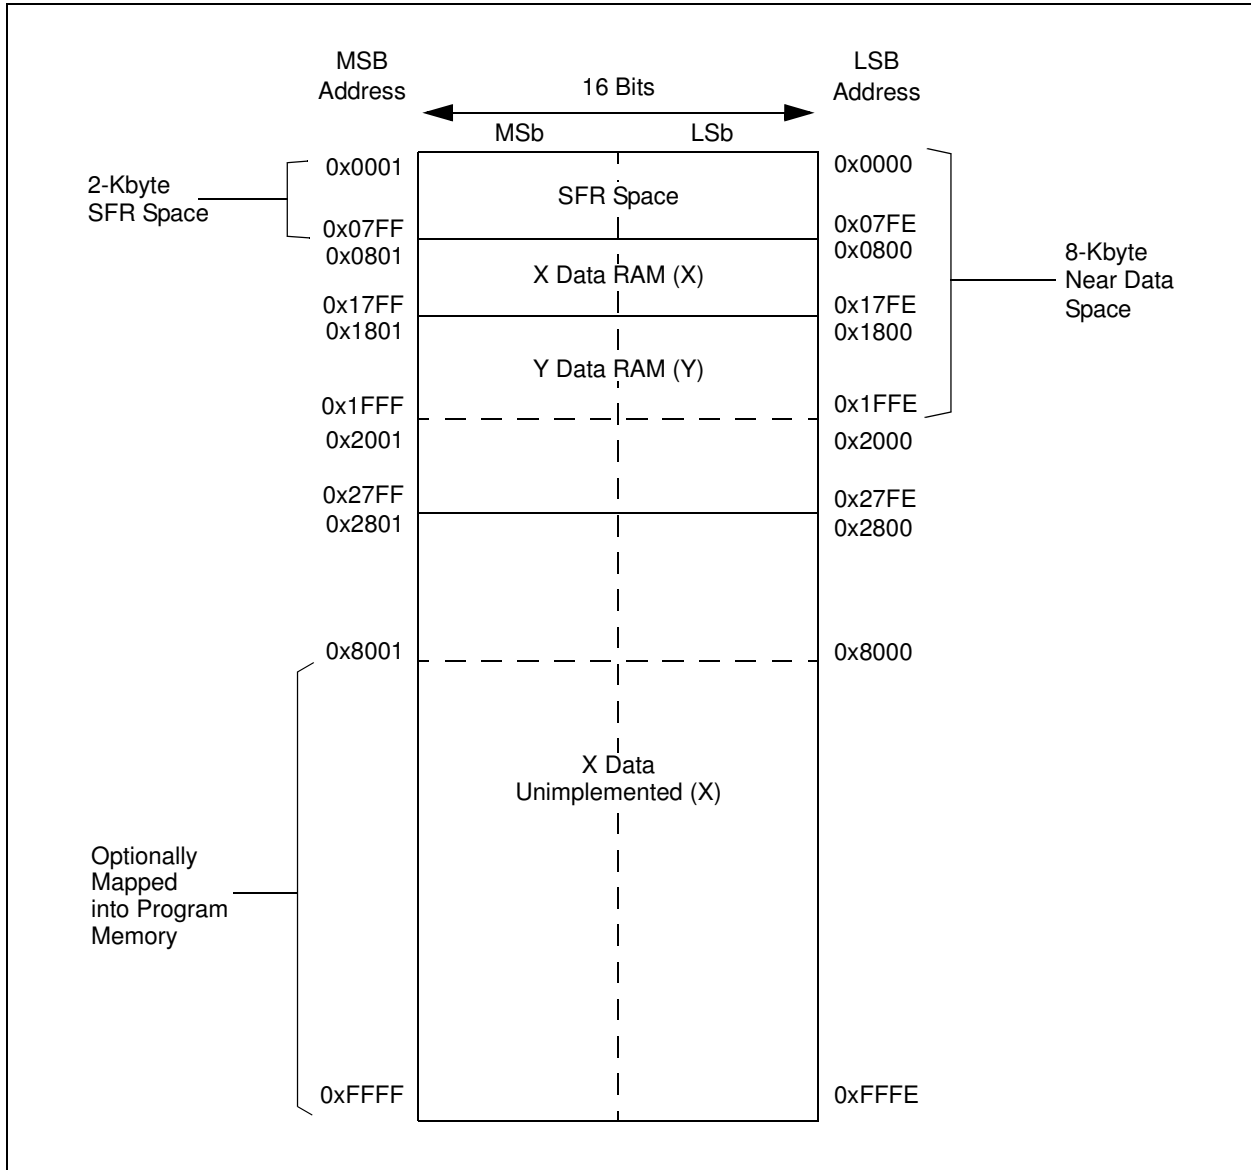 MSB
Address
LSB
Address
16 Bits
MSb
LSb
0x0001
0x0000
2-Kbyte
SFR Space
SFR Space
0x07FF
0x07FE
0x0801
0x0800
8-Kbyte
Near Data
Space
X Data RAM (X)
0x17FF
0x17FE
0x1801
0x1800
Y Data RAM (Y)
0x1FFF
0x1FFE
0x2001
0x2000
0x27FF
0x27FE
0x2801
0x2800
0x8001
0x8000
X Data
Unimplemented (X)
Optionally
Mapped
into Program
Memory
0xFFFF
0xFFFE